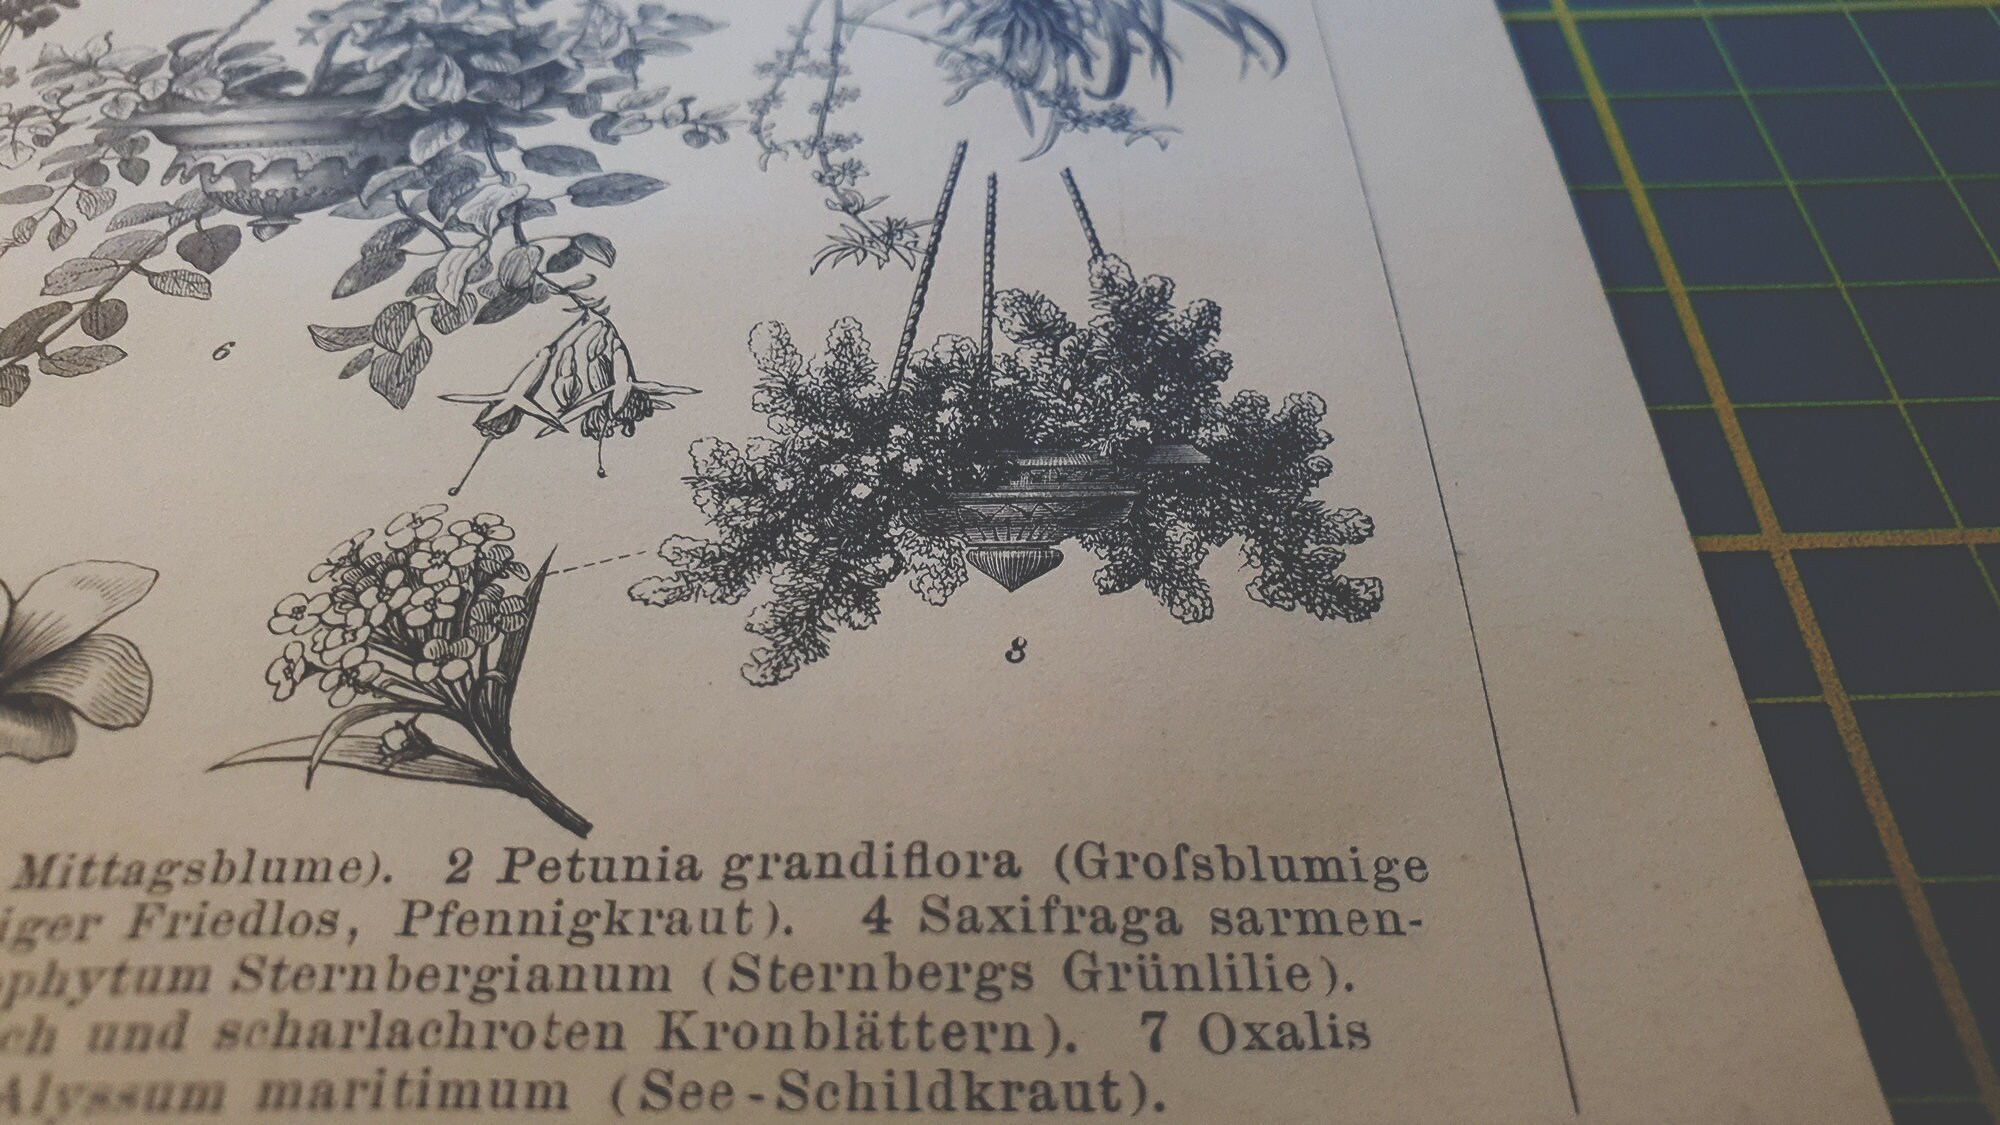 6
8
Mittagsblume). 2 Petunia grandiflora (Groſsblumige
iger Friedlos, Pfennigkraut). 4 Saxifraga sarmen-
phytum Sternbergianum (Sternbergs Grünlilie).
ch und scharlachroten Kronblättern). 7 Oxalis
Alyssum maritimum (See-Schildkraut).